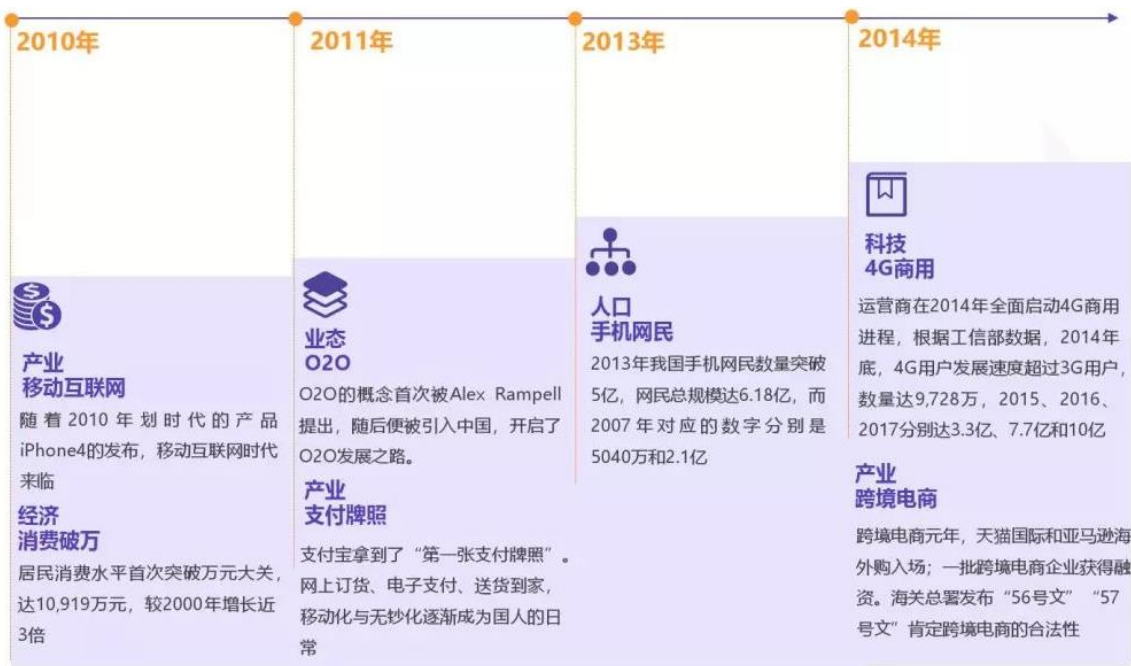 2010年
产业
移动互联网
随着2010年划时代的产品
iPhone4的发布，移动互联网时代
来临
经济
消费破万
居民消费水平首次突破万元大关，
达10,919万元，较2000年增长近
3倍
2011年
业态
O2O
O2O的概念首次被Alex Rampell
提出，随后便被引入中国，开启了
O2O发展之路。
产业
支付牌照
支付宝拿到了“第一张支付牌照”。
网上订货、电子支付、送货到家，
移动化与无钞化逐渐成为国人的日
常
2013年
人口
手机网民
2013年我国手机网民数量突破
5亿，网民总规模达6.18亿，而
2007年对应的数字分别是
5040万和2.1亿
2014年
科技
4G商用
运营商在2014年全面启动4G商用
进程，根据工信部数据，2014年
底，4G用户发展速度超过3G用户，
数量达9,728万，2015、2016、
2017分别达3.3亿、7.7亿和10亿
产业
跨境电商
跨境电商元年，天猫国际和亚马逊海
外购入场；一批跨境电商企业获得融
资。海关总署发布“56号文”“57
号文”肯定跨境电商的合法性